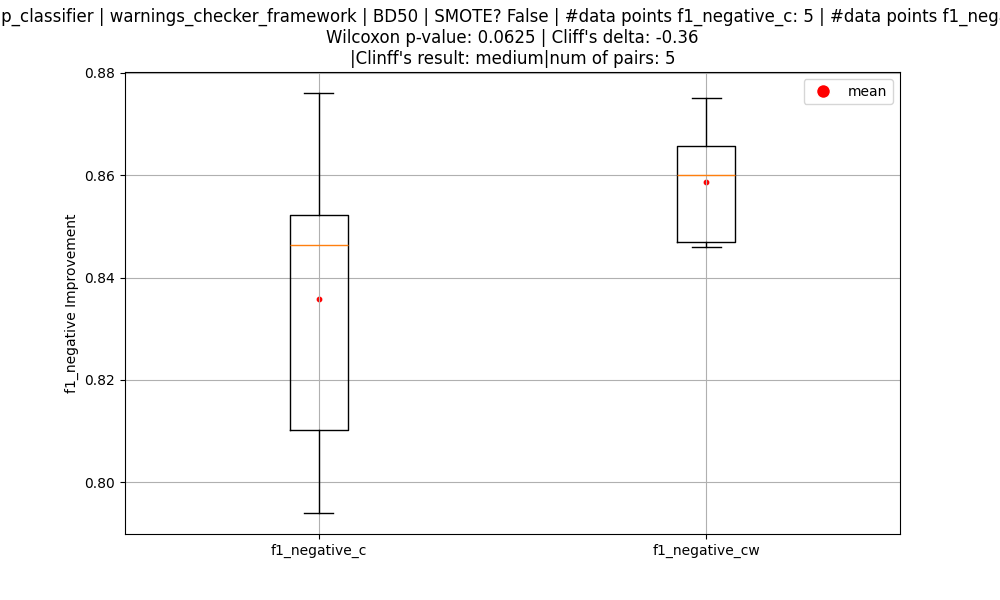 p_classifier | warnings_checker_framework | BD50 | SMOTE? False | #data points f1_negative_c: 5 | #data points f1_neg
Wilcoxon p-value: 0.0625 | Cliff's delta: -0.36
|Clinff's result: medium|num of pairs: 5
mean
0.88
0.86
0.84
0.82
0.80
f1_negative Improvement
f1_negative_c
f1_negative_cw